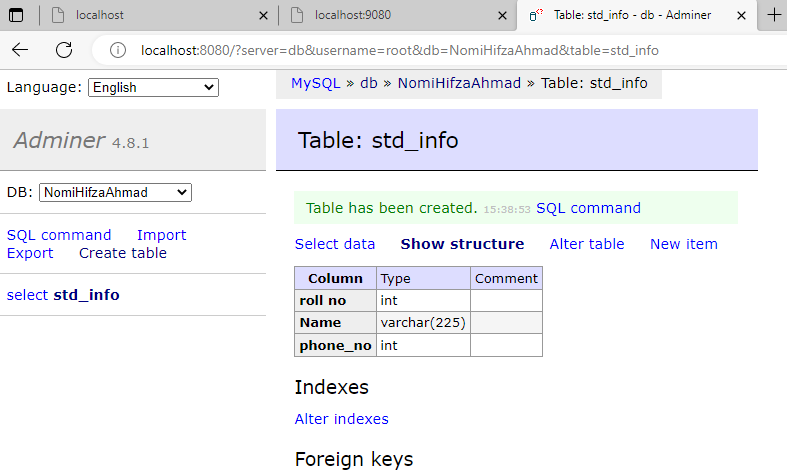 localhost
localhost:9080
Table: std_info - db - Adminer
localhost:8080/?server=db&username=root&db=NomiHifzaAhmad&table=std_info
Language: English
MySQL » db » NomiHifzaAhmad » Table: std_info
Adminer 4.8.1
Table: std_info
DB: NomiHifzaAhmad
Table has been created. 15:38:53 SQL command
SQL command Import
Export Create table
Select data Show structure Alter table New item
select std_info
Column Type Comment
roll no int
Name varchar(225)
phone_no int
Indexes
Alter indexes
Foreign keys